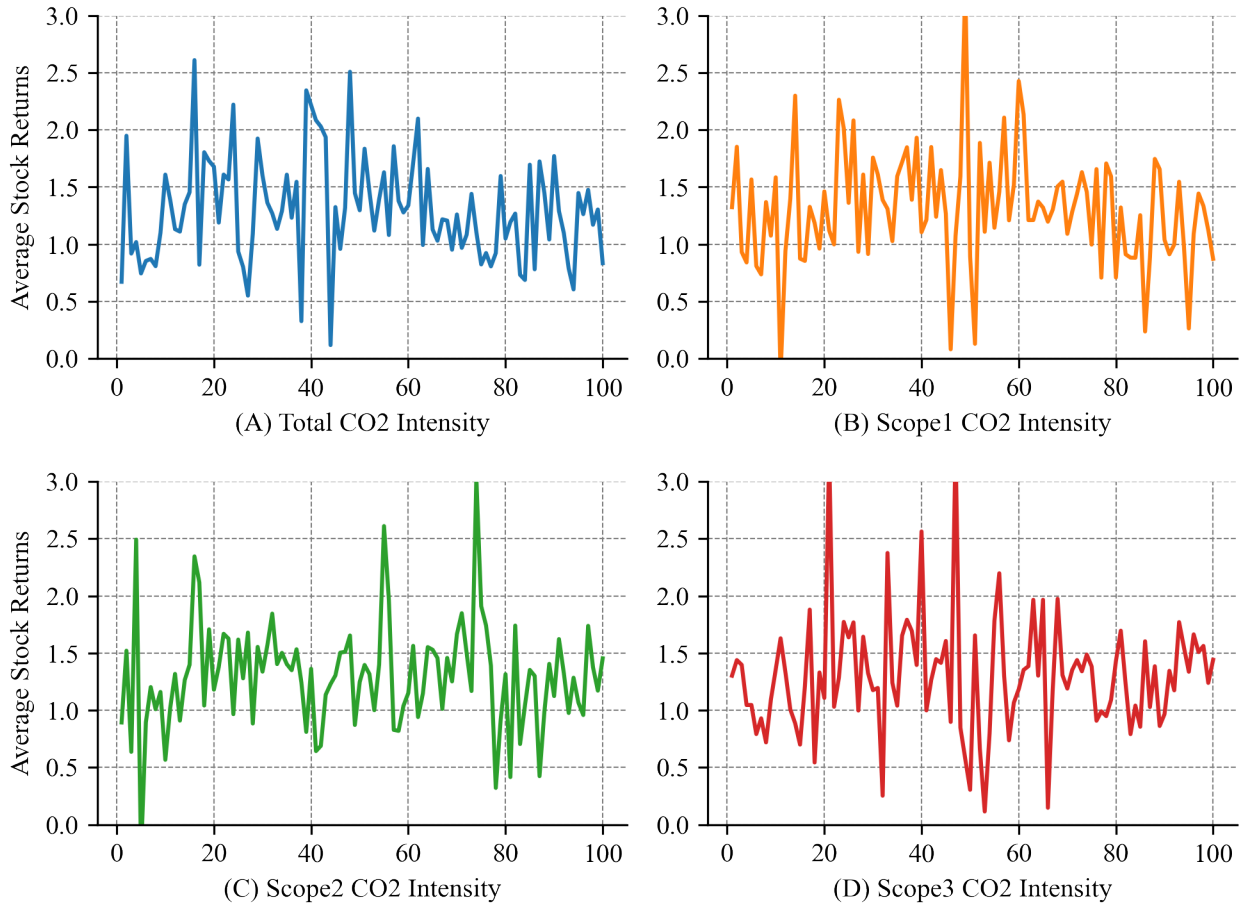 Average Stock Returns
3.0
2.5
2.0
1.5
1.0
0.5
0.0
0 20 40 60 80 100
(A) Total CO2 Intensity
3.0
2.5
2.0
1.5
1.0
0.5
0.0
0 20 40 60 80 100
(B) Scope1 CO2 Intensity
Average Stock Returns
3.0
2.5
2.0
1.5
1.0
0.5
0.0
0 20 40 60 80 100
(C) Scope2 CO2 Intensity
3.0
2.5
2.0
1.5
1.0
0.5
0.0
0 20 40 60 80 100
(D) Scope3 CO2 Intensity